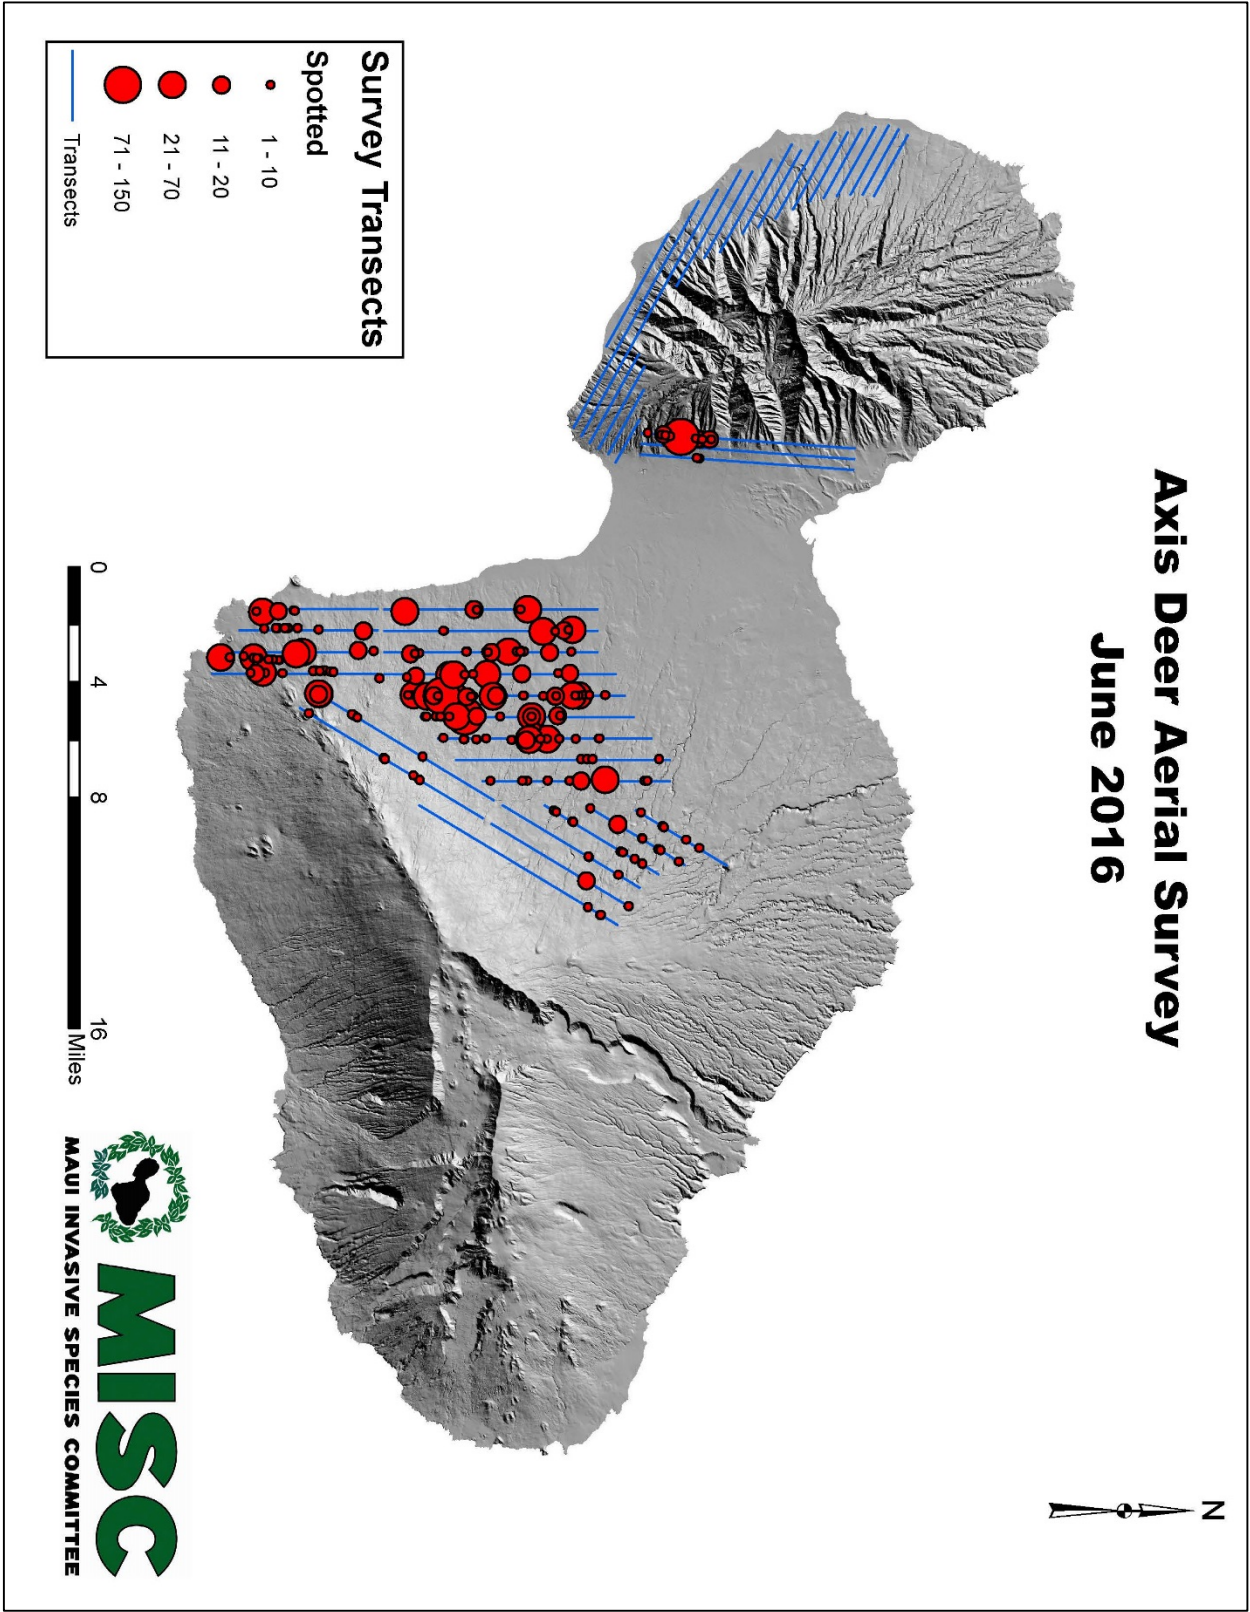 Axis Deer Aerial Survey
June 2016
N
Survey Transects
Spotted
1 - 10
11 - 20
21 - 70
71 - 150
Transects
0 4 8 16
Miles
MISC
MAUI INVASIVE SPECIES COMMITTEE